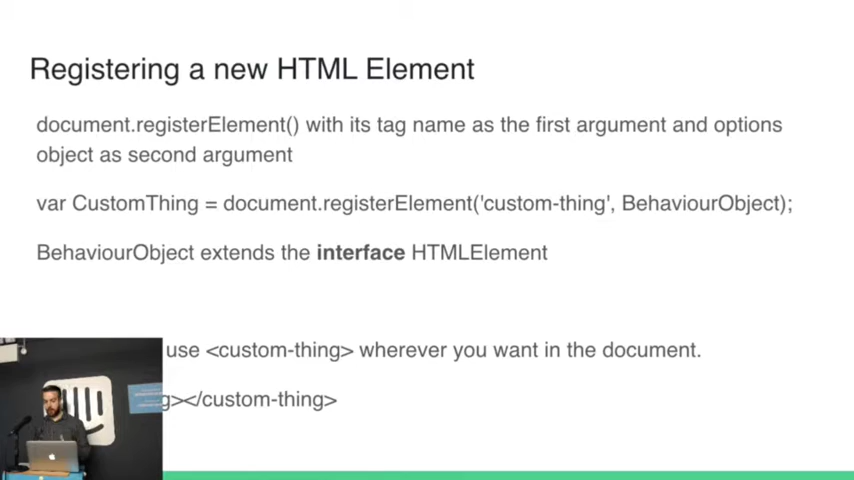 Registering a new HTML Element
document.registerElement() with its tag name as the first argument and options
object as second argument
var CustomThing = document.registerElement('custom-thing', BehaviourObject);
BehaviourObject extends the interface HTMLElement
use <custom-thing> wherever you want in the document.
g></custom-thing>